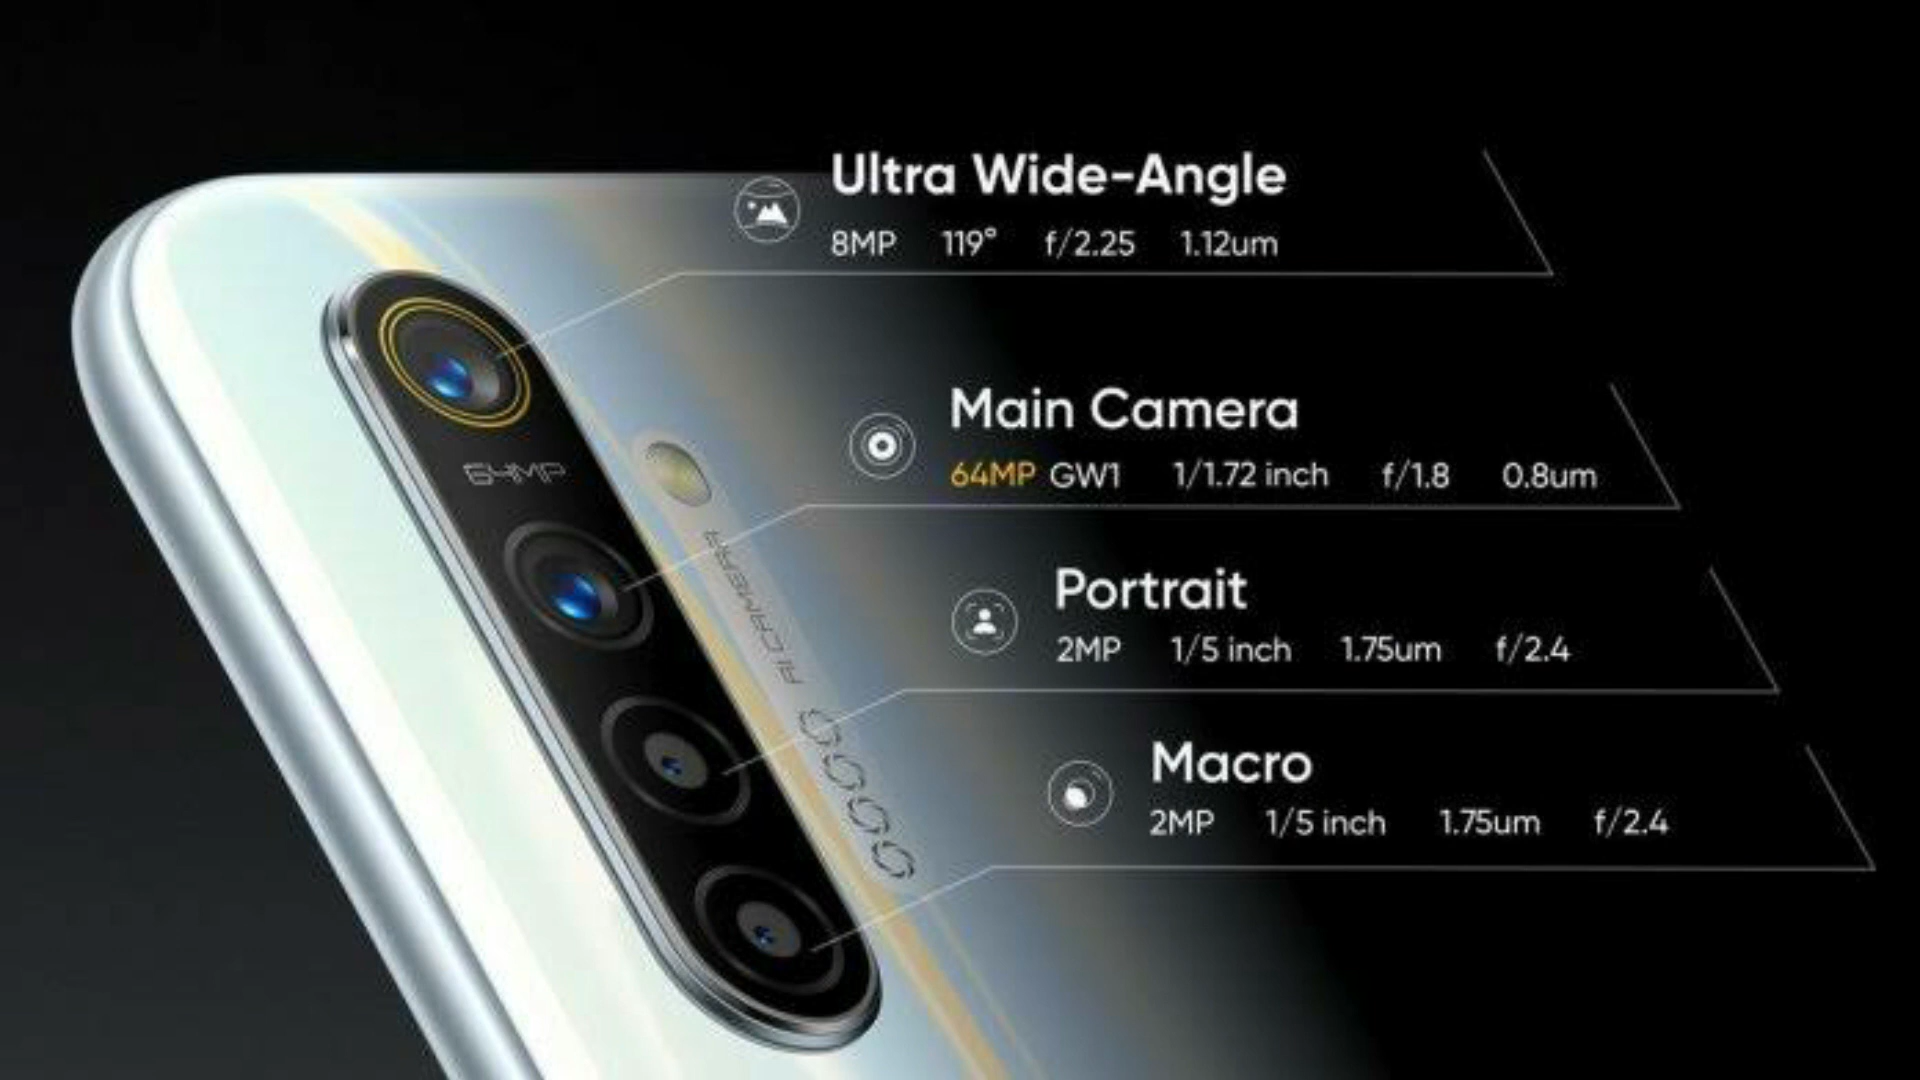 Ultra Wide-Angle
8MP 119° f/2.25 1.12um
Main Camera
64MP GW1 1/1.72 inch f/1.8 0.8um
Portrait
2MP 1/5 inch 1.75um f/2.4
Macro
2MP 1/5 inch 1.75um f/2.4
64MP
AI CAMERA